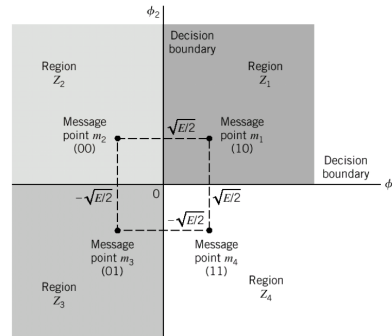 ϕ₂
Decision
boundary
Region
Z₂
Region
Z₁
Message
point m₂
(00)
√E/2
Message
point m₁
(10)
Decision
boundary
0
ϕ
−√E/2
√E/2
−√E/2
Message
point m₃
(01)
Message
point m₄
(11)
Region
Z₃
Region
Z₄